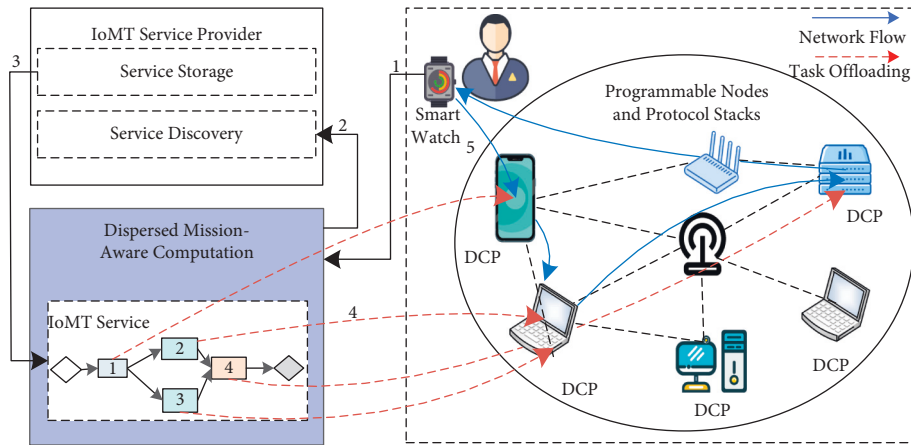 IoMT Service Provider
Service Storage
Service Discovery
3
2
1
Dispersed Mission-
Aware Computation
IoMT Service
1
2
3
4
4
Smart
Watch
5
Programmable Nodes
and Protocol Stacks
Network Flow
Task Offloading
DCP
DCP
DCP
DCP
DCP